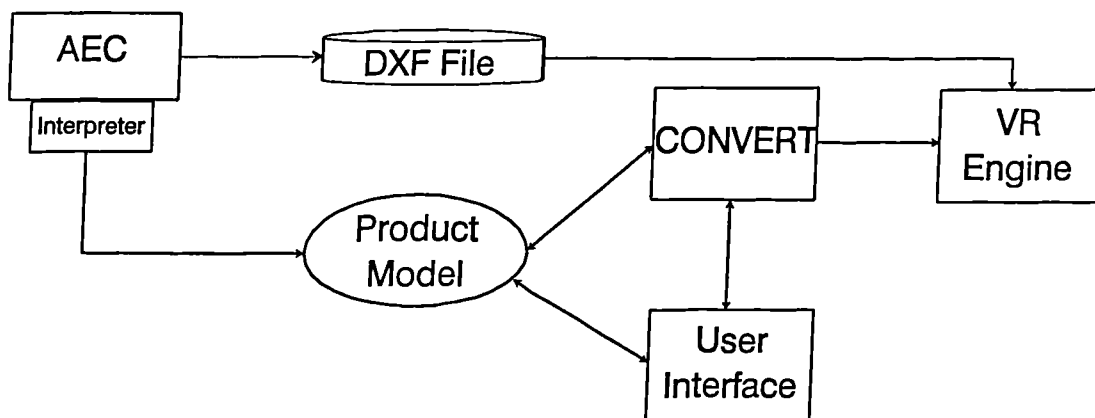 AEC
Interpreter
DXF File
CONVERT
VR
Engine
Product
Model
User
Interface